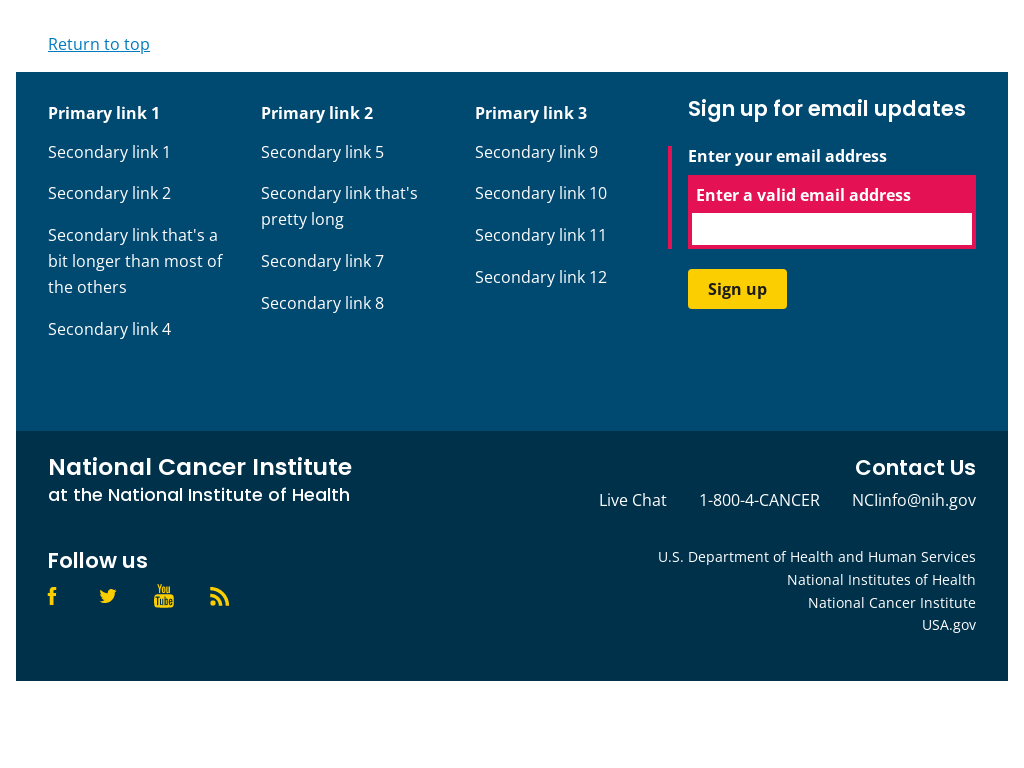 Return to top
Primary link 1
Secondary link 1
Secondary link 2
Secondary link that's a
bit longer than most of
the others
Secondary link 4
Primary link 2
Secondary link 5
Secondary link that's
pretty long
Secondary link 7
Secondary link 8
Primary link 3
Secondary link 9
Secondary link 10
Secondary link 11
Secondary link 12
Sign up for email updates
Enter your email address
Enter a valid email address
Sign up
National Cancer Institute
at the National Institute of Health
Contact Us
Live Chat 1-800-4-CANCER NCIinfo@nih.gov
Follow us
You
Tube
U.S. Department of Health and Human Services
National Institutes of Health
National Cancer Institute
USA.gov